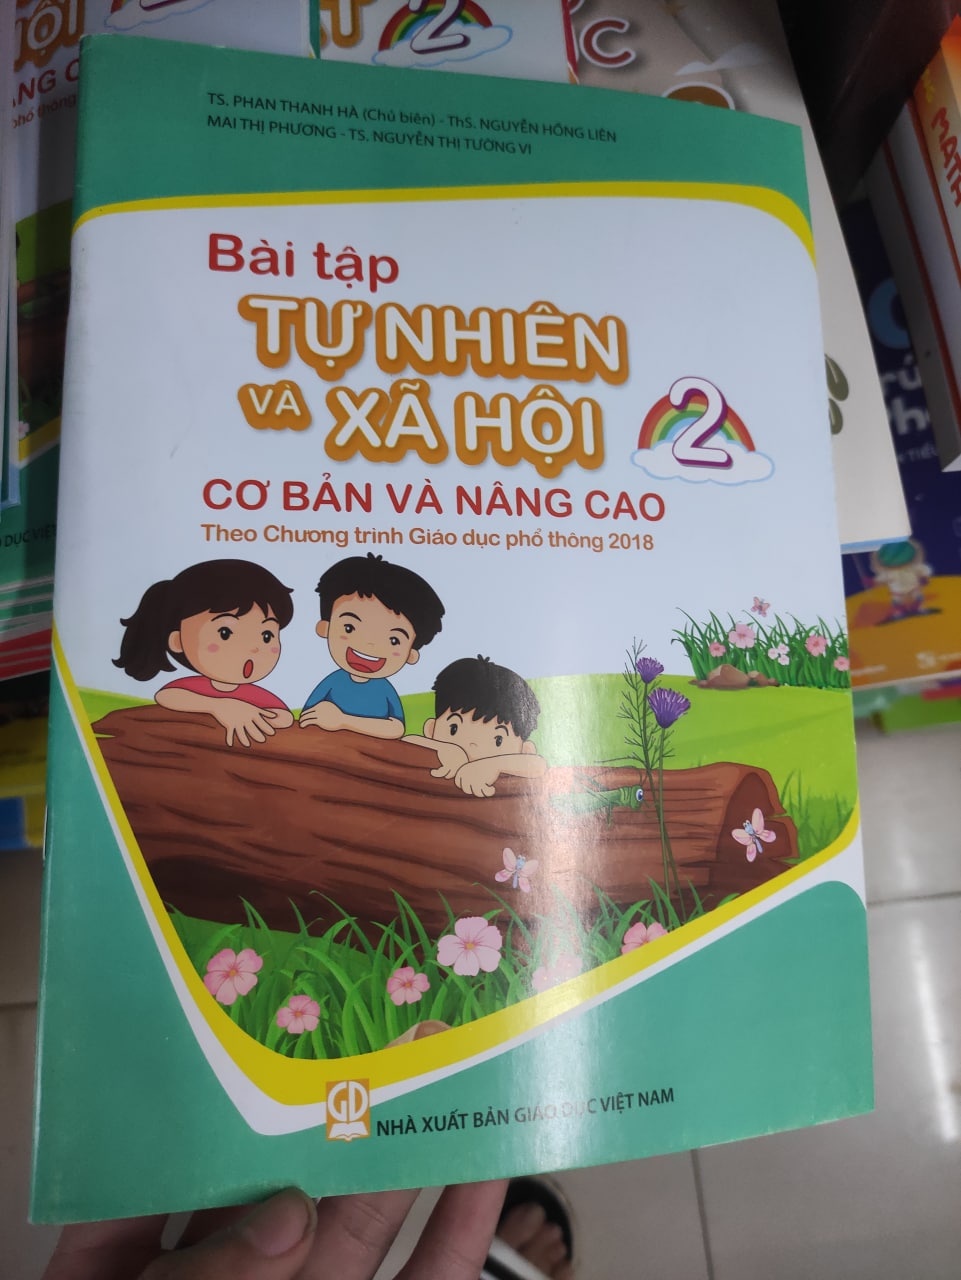 TS. PHAN THANH HÀ (Chủ biên) - ThS. NGUYỄN HỒNG LIÊN
MAI THỊ PHƯƠNG - TS. NGUYỄN THỊ TƯỜNG VI
Bài tập
TỰ NHIÊN
VÀ XÃ HỘI 2
CƠ BẢN VÀ NÂNG CAO
Theo Chương trình Giáo dục phổ thông 2018
GD
NHÀ XUẤT BẢN GIÁO DỤC VIỆT NAM
2
MATH